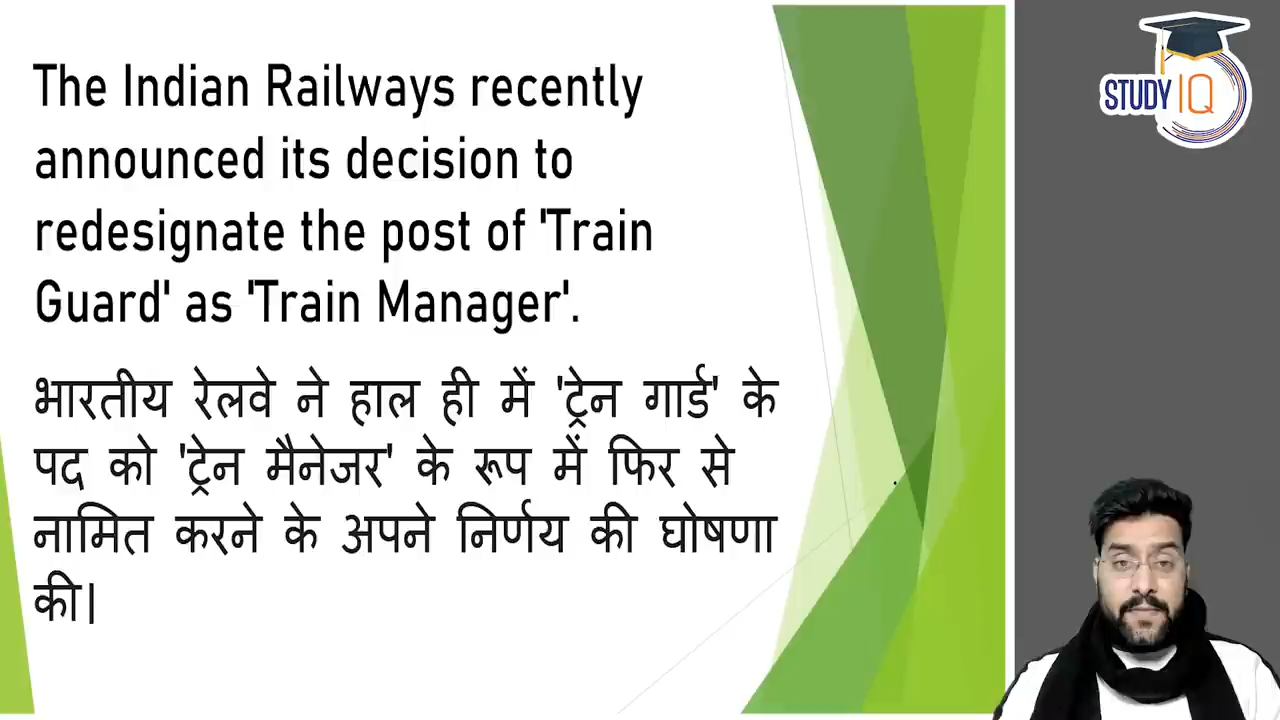 The Indian Railways recently
announced its decision to
redesignate the post of 'Train
Guard' as 'Train Manager'.
भारतीय रेलवे ने हाल ही में 'ट्रेन गार्ड' के
पद को 'ट्रेन मैनेजर' के रूप में फिर से
नामित करने के अपने निर्णय की घोषणा
की।
STUDY IQ